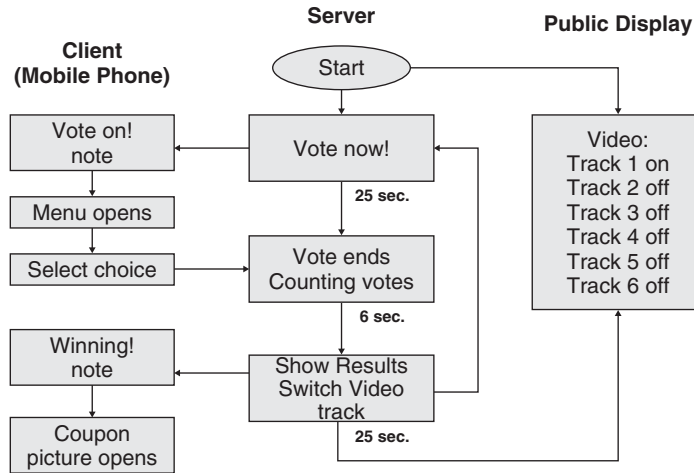 Server
Public Display
Client
(Mobile Phone)
Start
Vote on!
note
Vote now!
Video:
Track 1 on
Track 2 off
Track 3 off
Track 4 off
Track 5 off
Track 6 off
25 sec.
Menu opens
Select choice
Vote ends
Counting votes
6 sec.
Winning!
note
Show Results
Switch Video
track
25 sec.
Coupon
picture opens